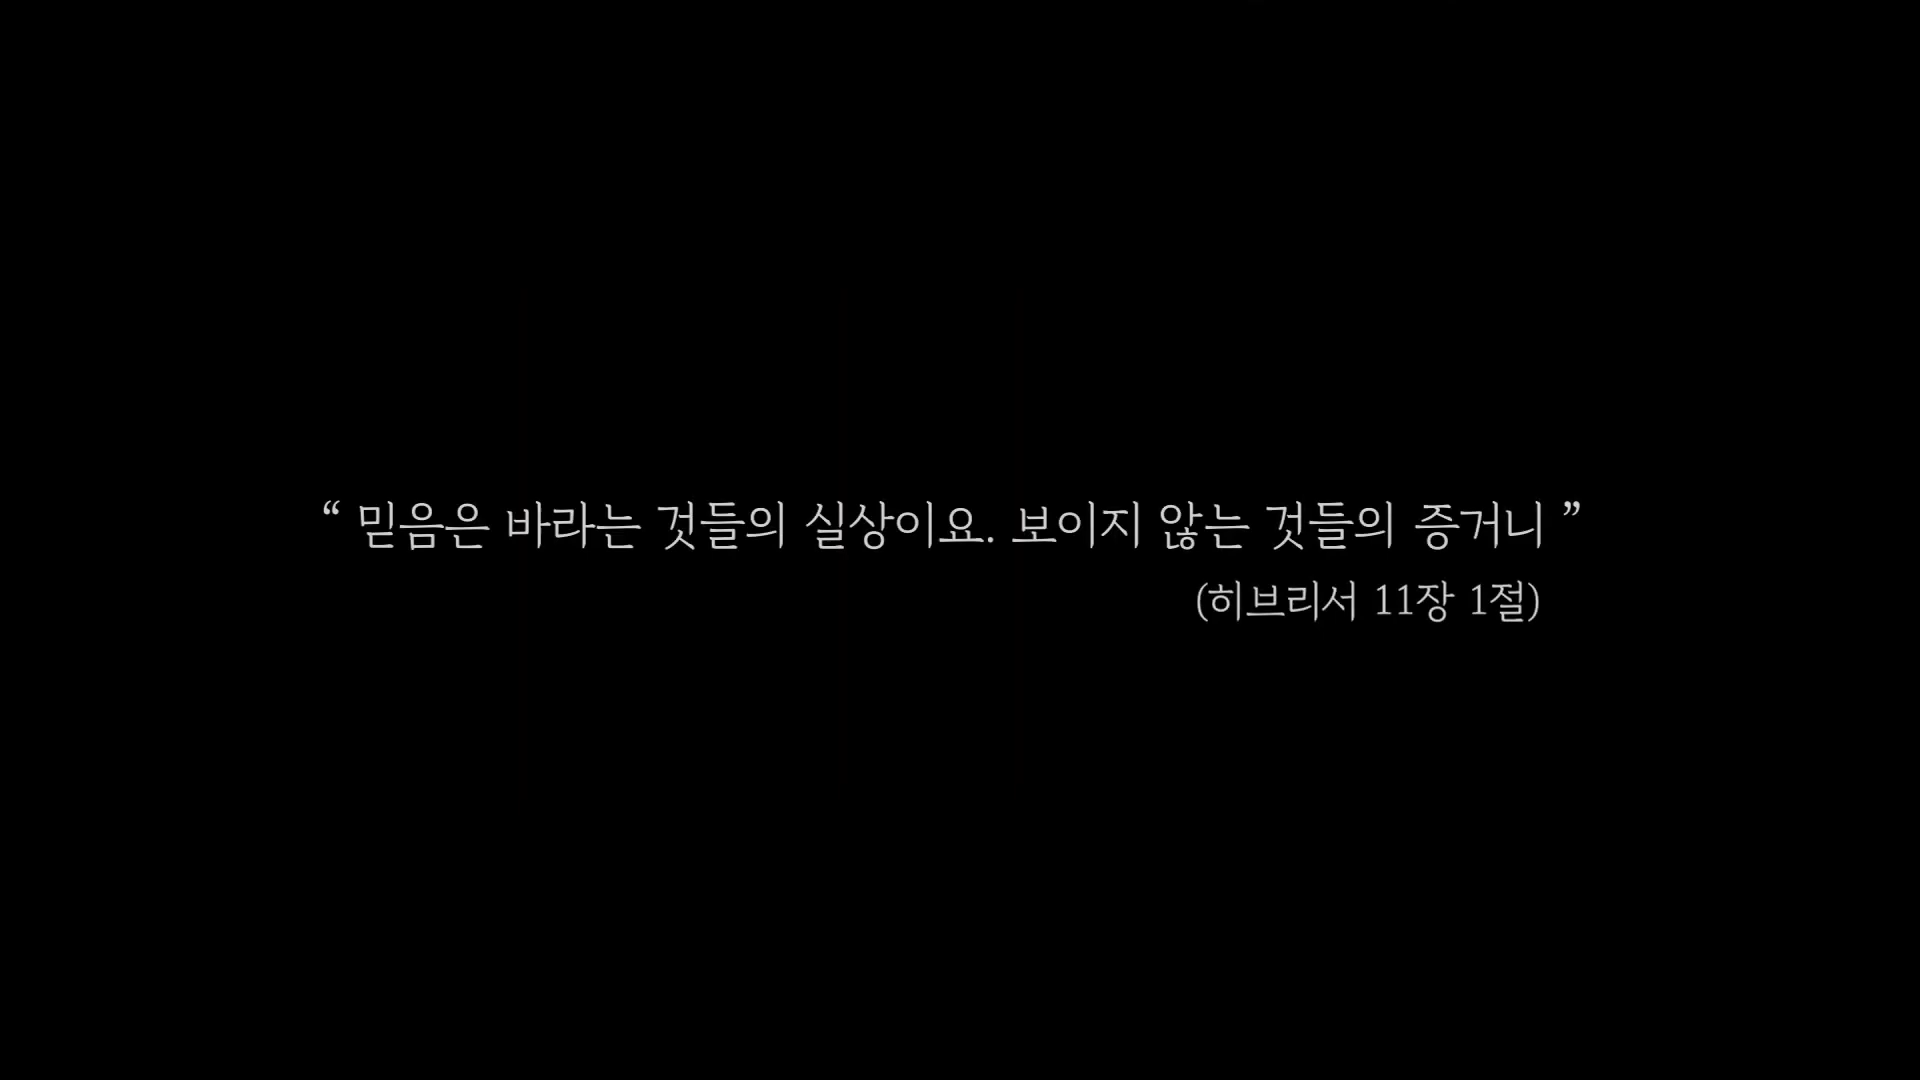 “ 믿음은 바라는 것들의 실상이요. 보이지 않는 것들의 증거니 ”
(히브리서 11장 1절)